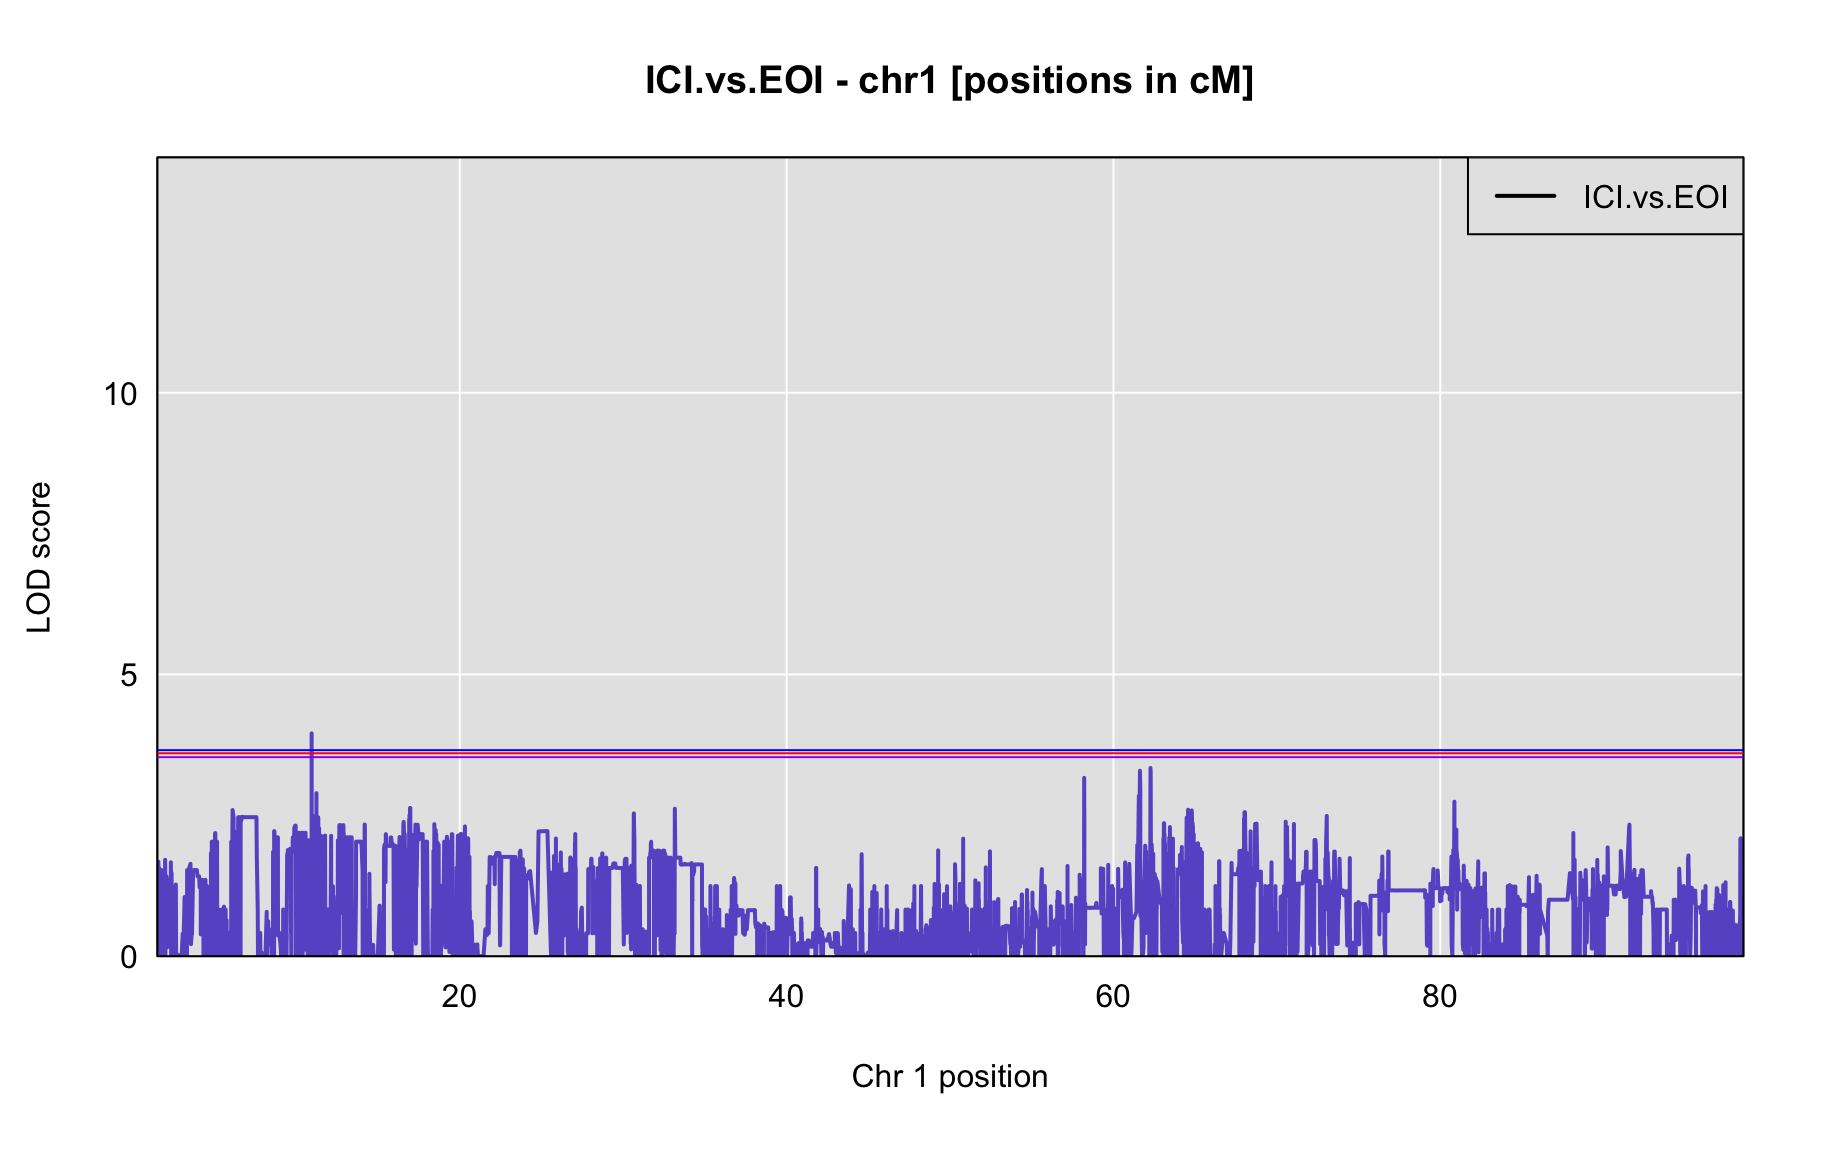 ICI.vs.EOI - chr1 [positions in cM]
ICI.vs.EOI
10
5
0
LOD score
20 40 60 80
Chr 1 position